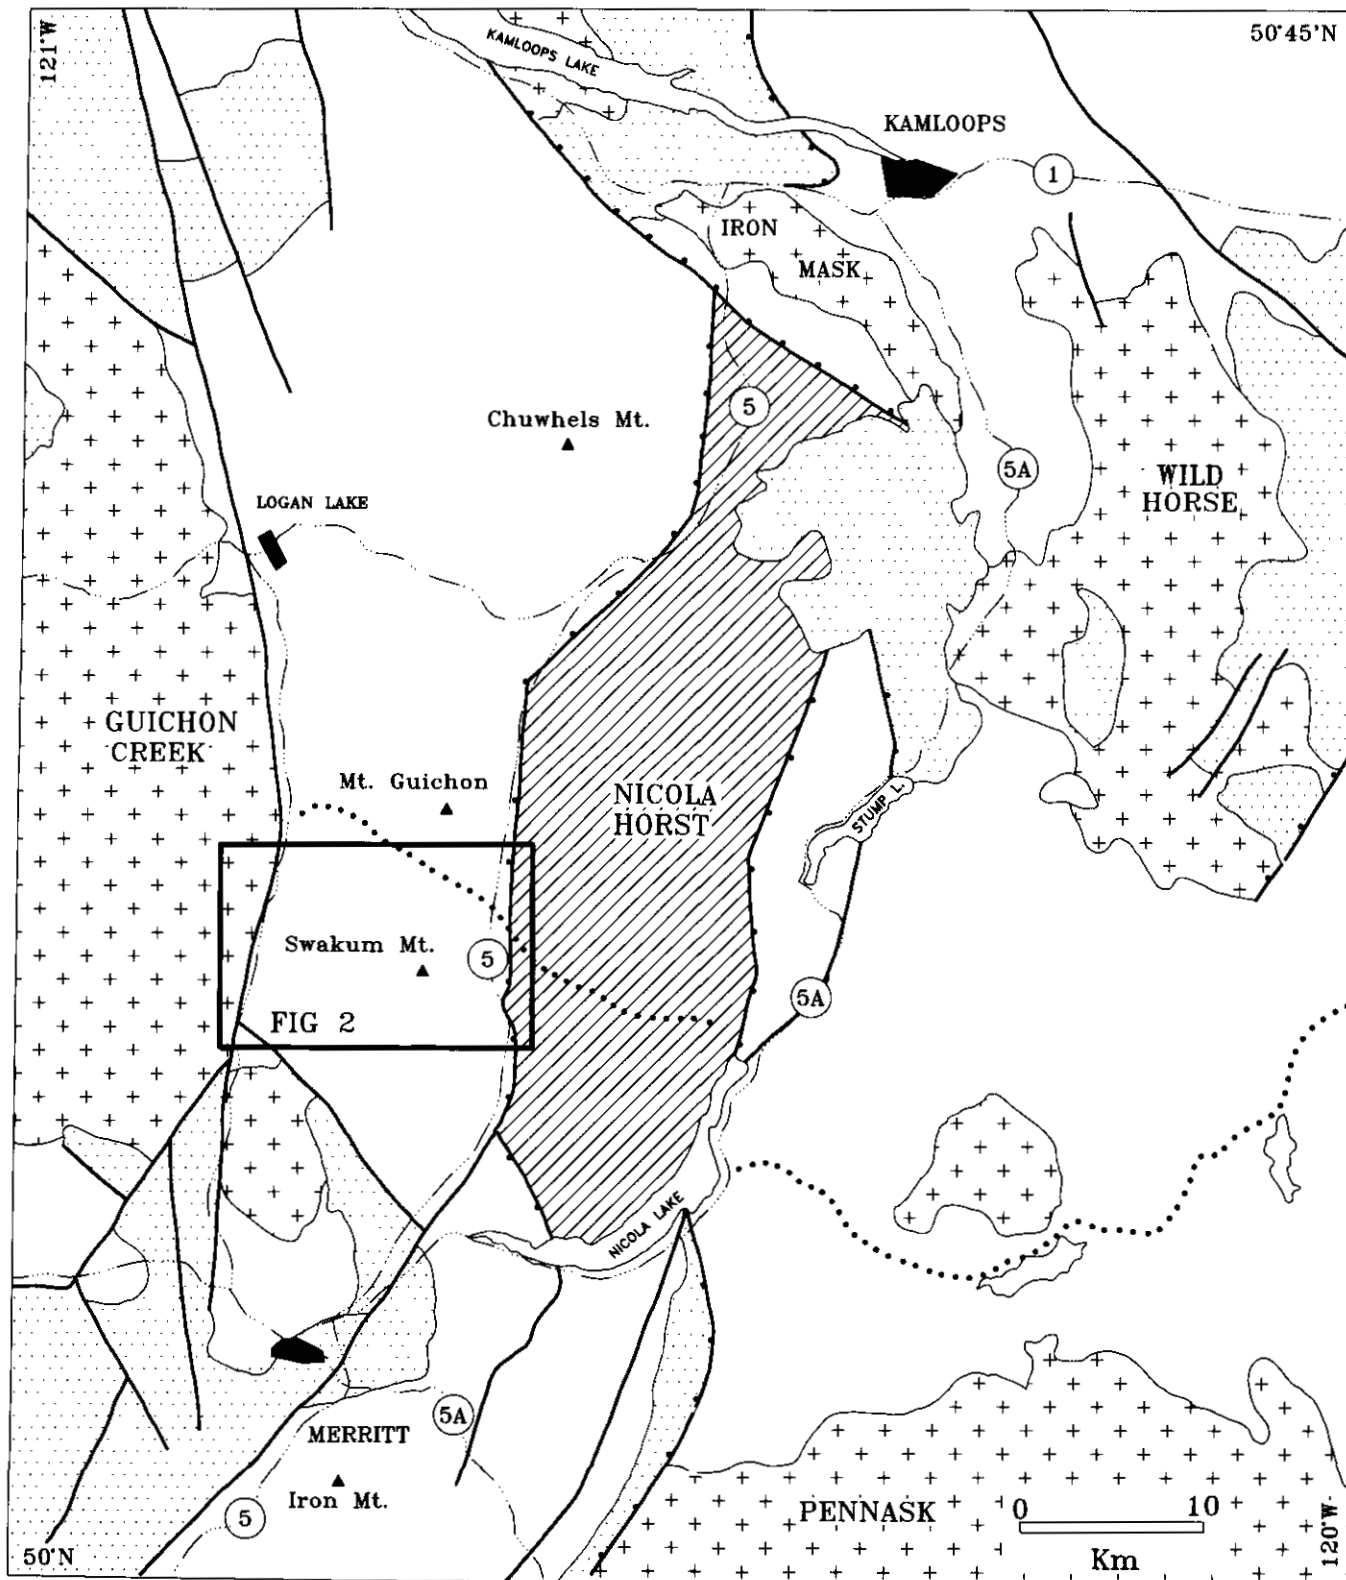 121°W
50°45'N
KAMLOOPS LAKE
KAMLOOPS
1
IRON
MASK
5
Chuwhels Mt.
5A
WILD
HORSE
LOGAN LAKE
GUICHON
CREEK
Mt. Guichon
NICOLA
HORST
STUMP L.
Swakum Mt.
5
5A
FIG 2
NICOLA LAKE
5A
MERRITT
Iron Mt.
5
PENNASK
0 10
Km
50°N
120°W